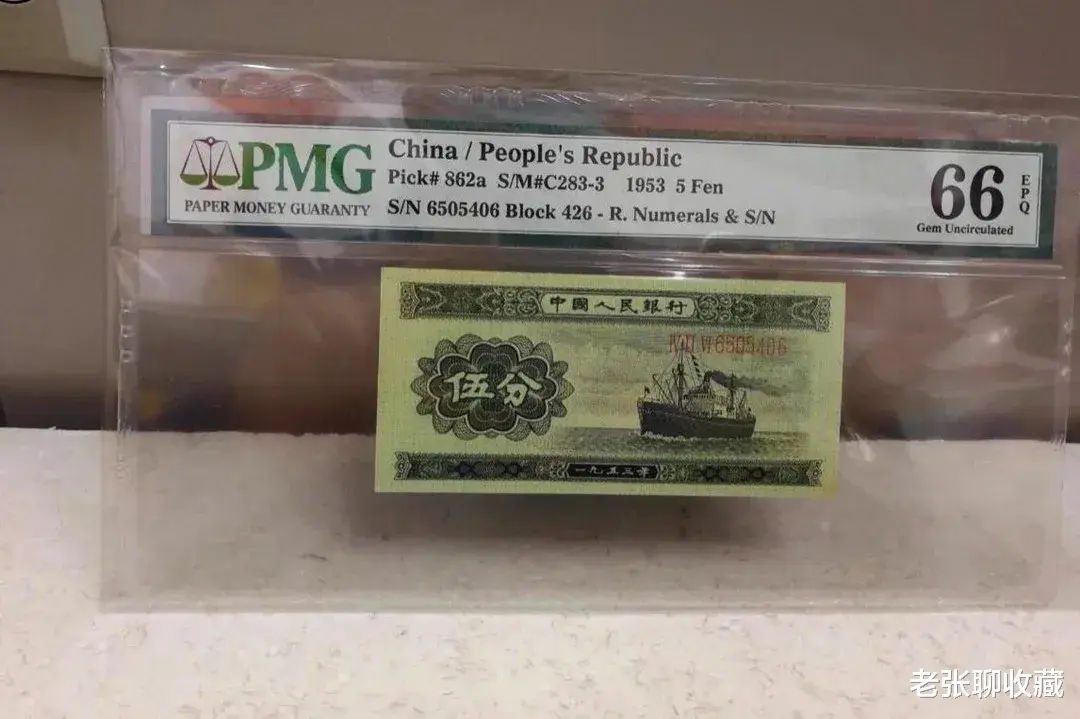 PMG
PAPER MONEY GUARANTY
China / People's Republic
Pick# 862a S/M#C283-3 1953 5 Fen
S/N 6505406 Block 426 - R. Numerals & S/N
66
EPQ
Gem Uncirculated
中國人民銀行
6505406
伍分
一九五三年
老张聊收藏